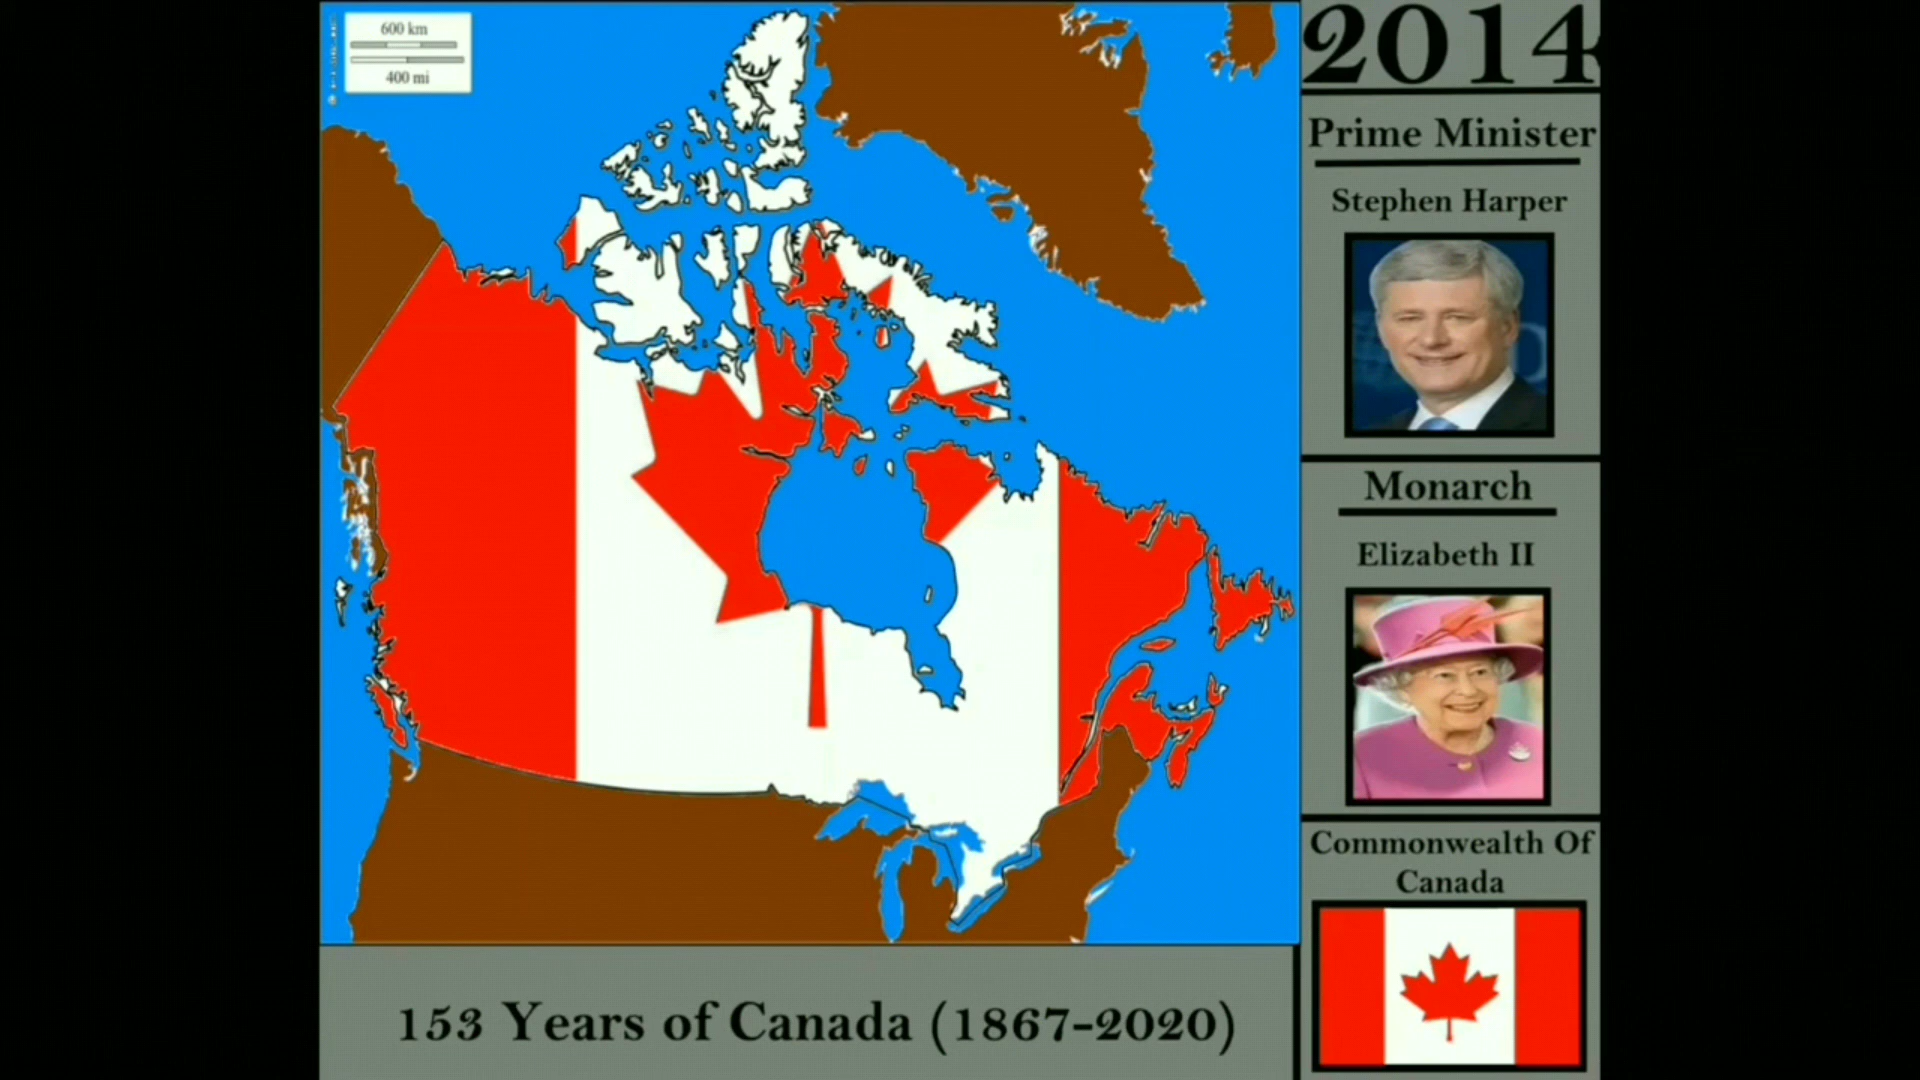 600 km
400 mi
2014
Prime Minister
Stephen Harper
Monarch
Elizabeth II
Commonwealth Of
Canada
153 Years of Canada (1867-2020)